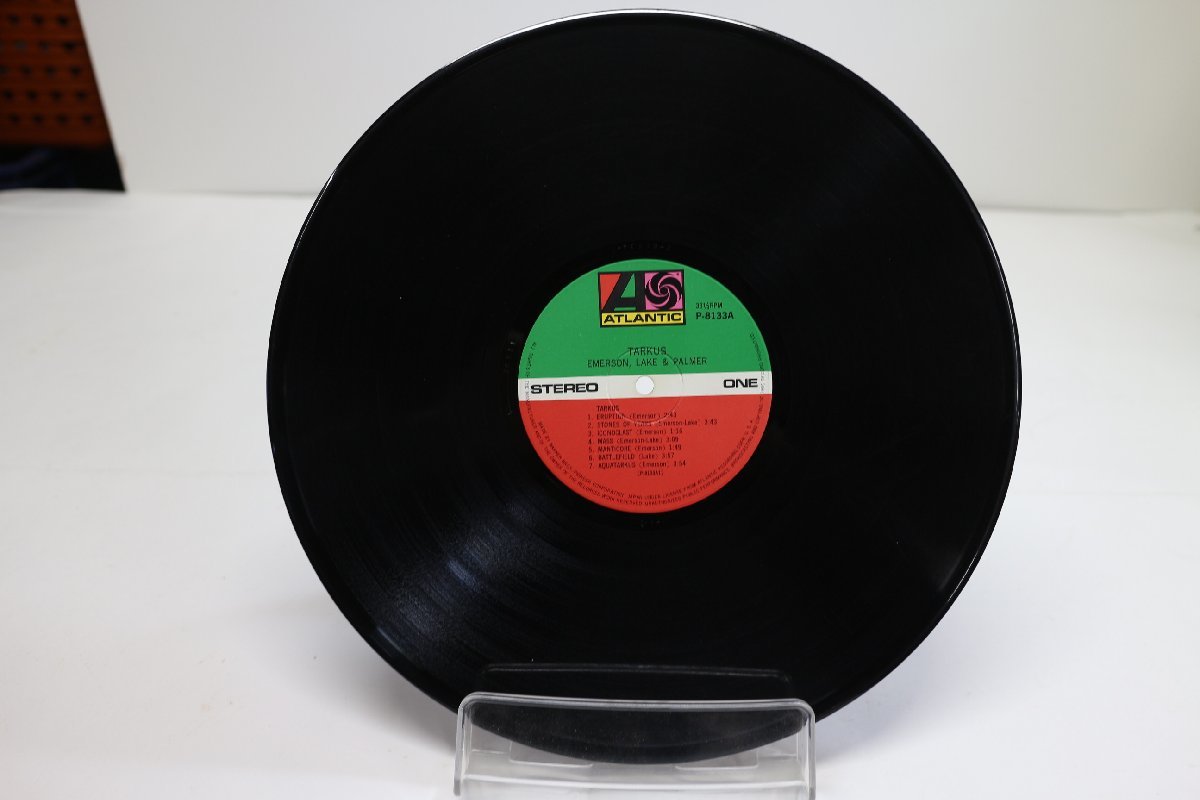 ATLANTIC
33⅓RPM
P-8133A
TARKUS
EMERSON, LAKE & PALMER
STEREO
ONE
TARKUS
1. ERUPTION (Emerson) 2:43
2. STONES OF YEARS (Emerson-Lake) 3:43
3. ICONOCLAST (Emerson) 1:16
4. MASS (Emerson-Lake) 3:09
5. MANTICORE (Emerson) 1:49
6. BATTLEFIELD (Lake) 3:57
7. AQUATARKUS (Emerson) 3:54